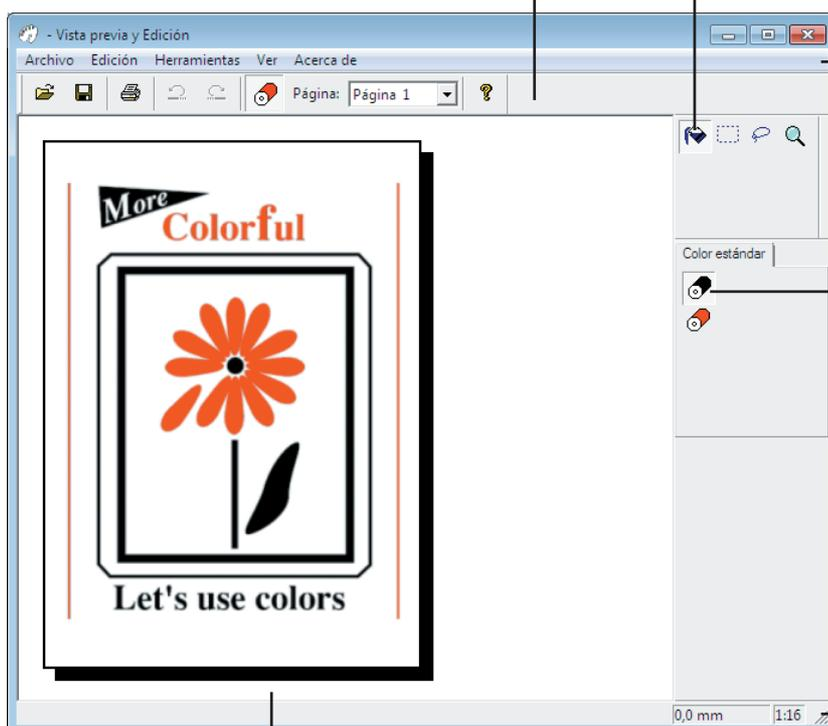 - Vista previa y Edición
Archivo Edición Herramientas Ver Acerca de
Página: Página 1
More
Colorful
Color estándar
Let's use colors
0,0 mm 1:16